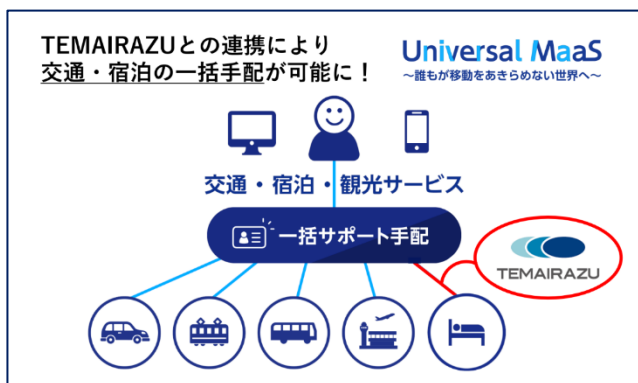 TEMAIRAZUとの連携により
交通・宿泊の一括手配が可能に！
Universal MaaS
～誰もが移動をあきらめない世界へ～
交通・宿泊・観光サービス
一括サポート手配
TEMAIRAZU